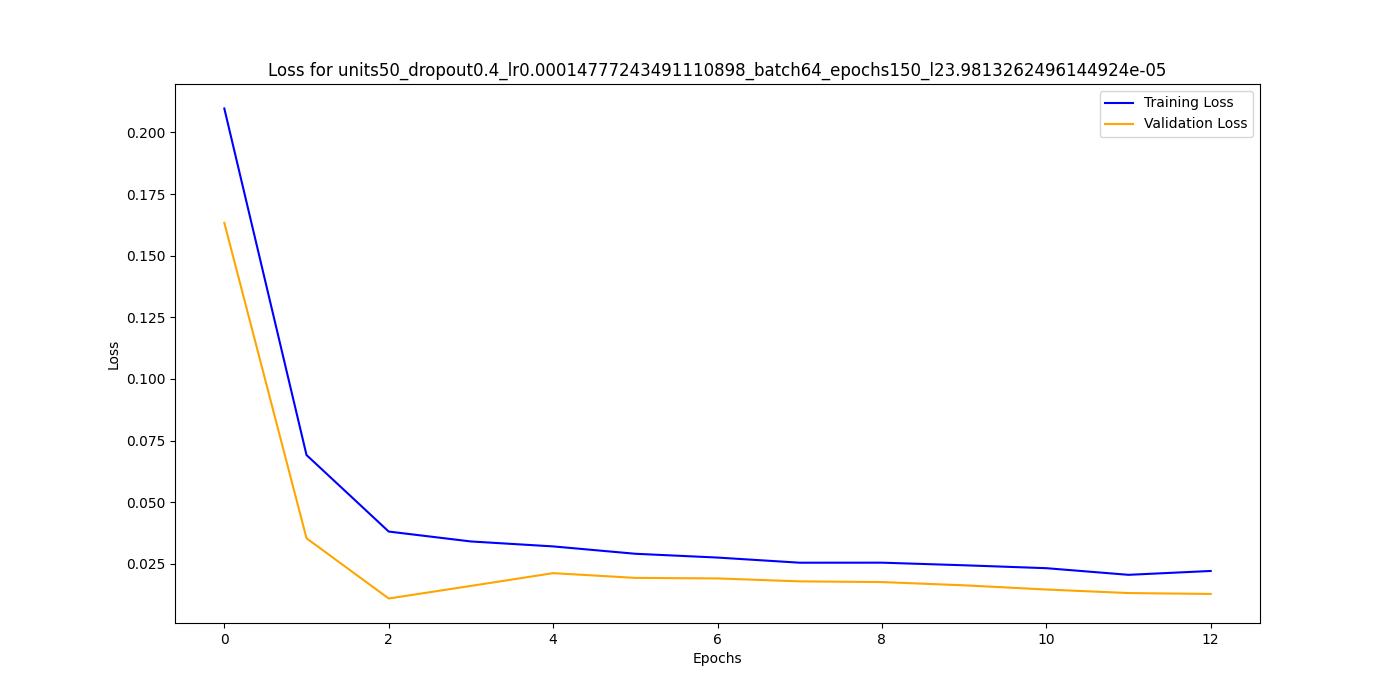 Loss for units50_dropout0.4_lr0.00014777243491110898_batch64_epochs150_l23.9813262496144924e-05
Training Loss
Validation Loss
0.200
0.175
0.150
0.125
0.100
0.075
0.050
0.025
Loss
0 2 4 6 8 10 12
Epochs